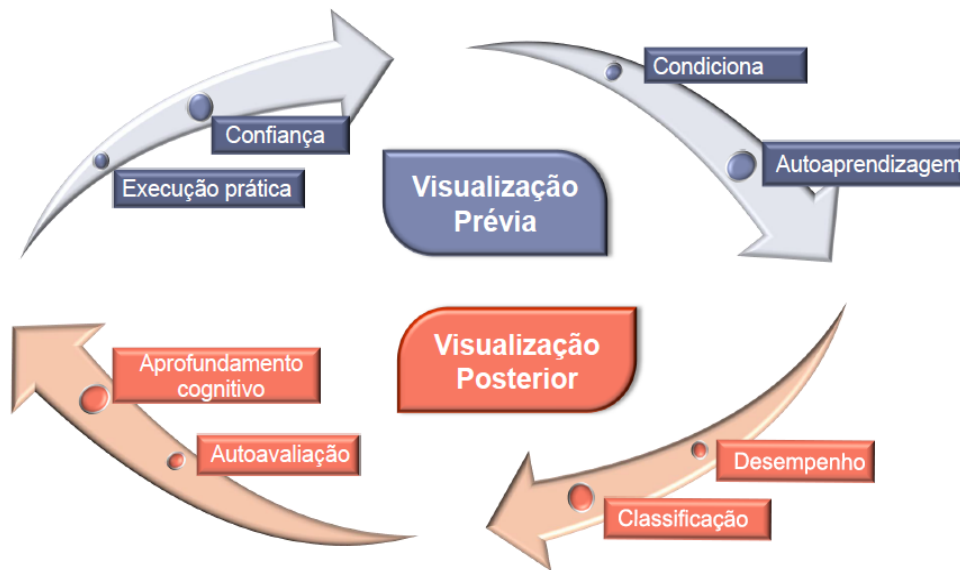 Condiciona
Confiança
Autoaprendizagem
Execução prática
Visualização
Prévia
Visualização
Posterior
Aprofundamento
cognitivo
Autoavaliação
Desempenho
Classificação